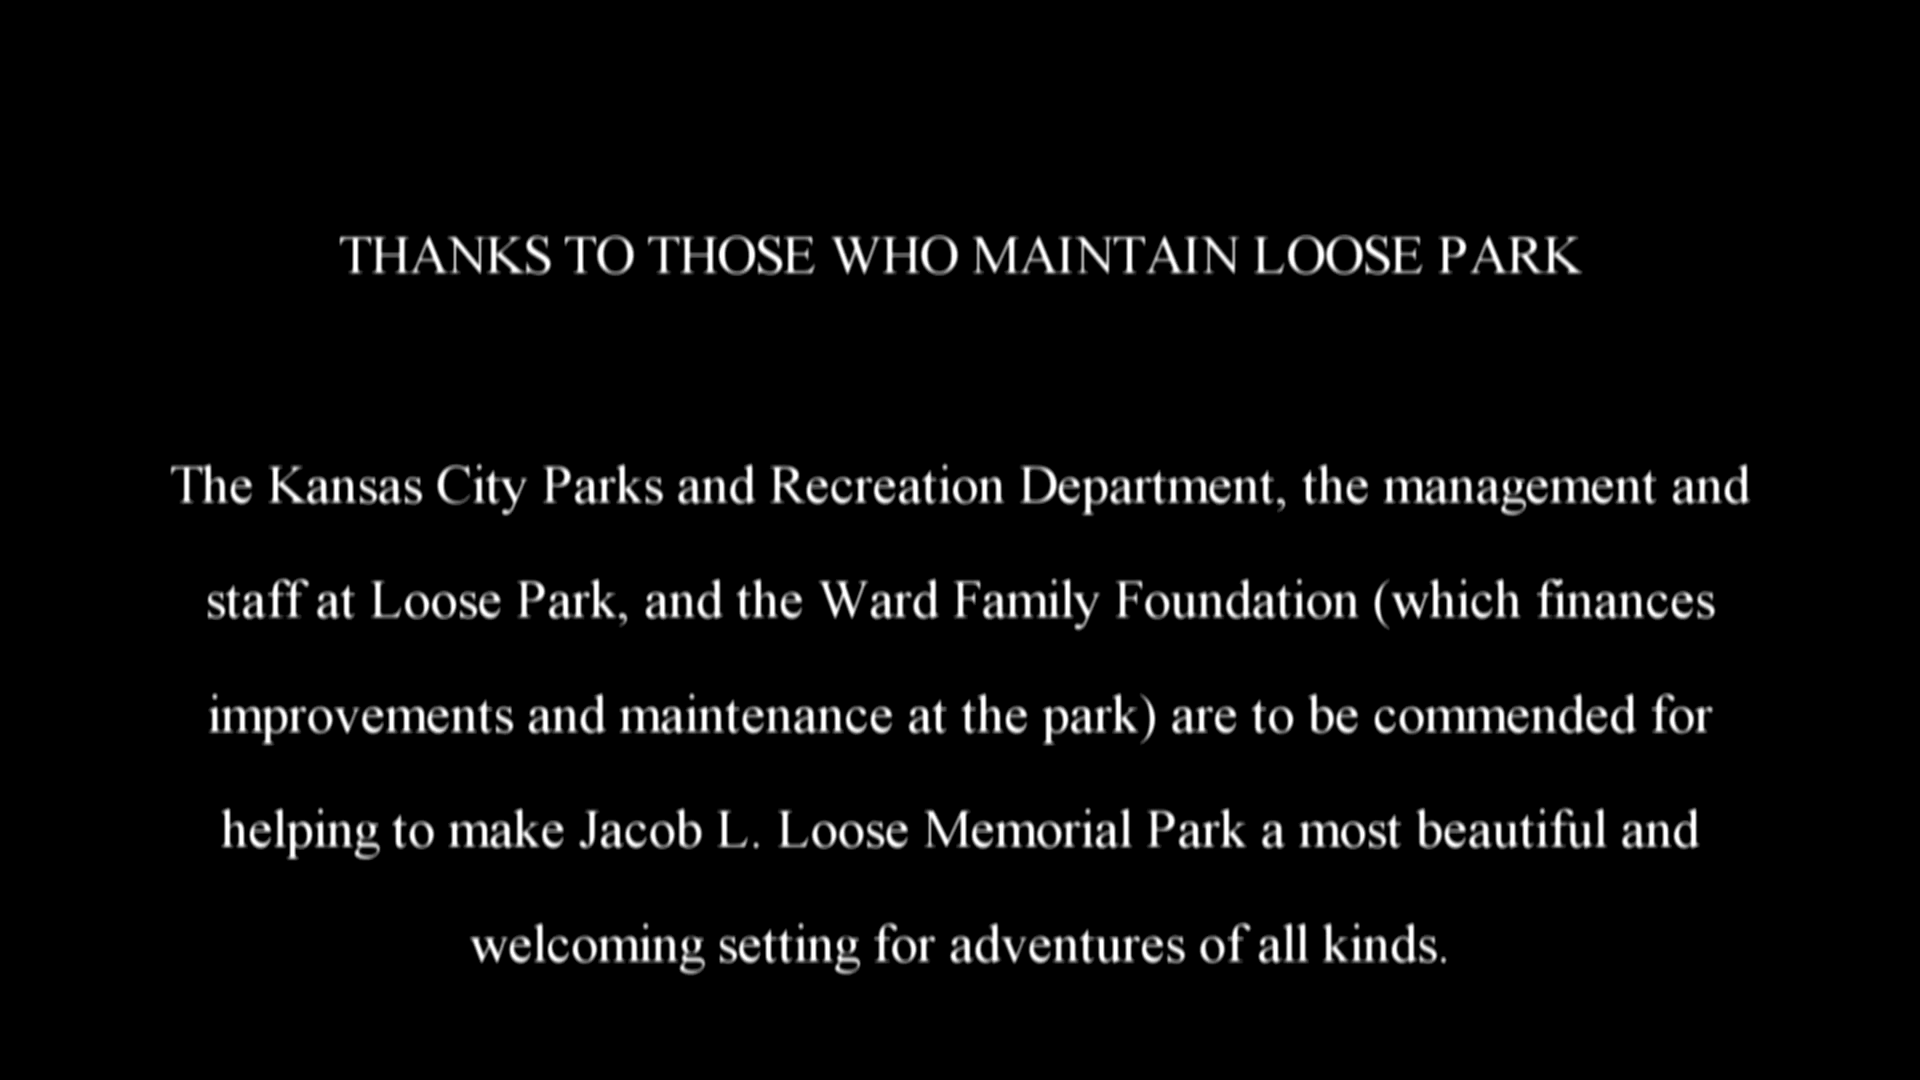 THANKS TO THOSE WHO MAINTAIN LOOSE PARK
The Kansas City Parks and Recreation Department, the management and
staff at Loose Park, and the Ward Family Foundation (which finances
improvements and maintenance at the park) are to be commended for
helping to make Jacob L. Loose Memorial Park a most beautiful and
welcoming setting for adventures of all kinds.